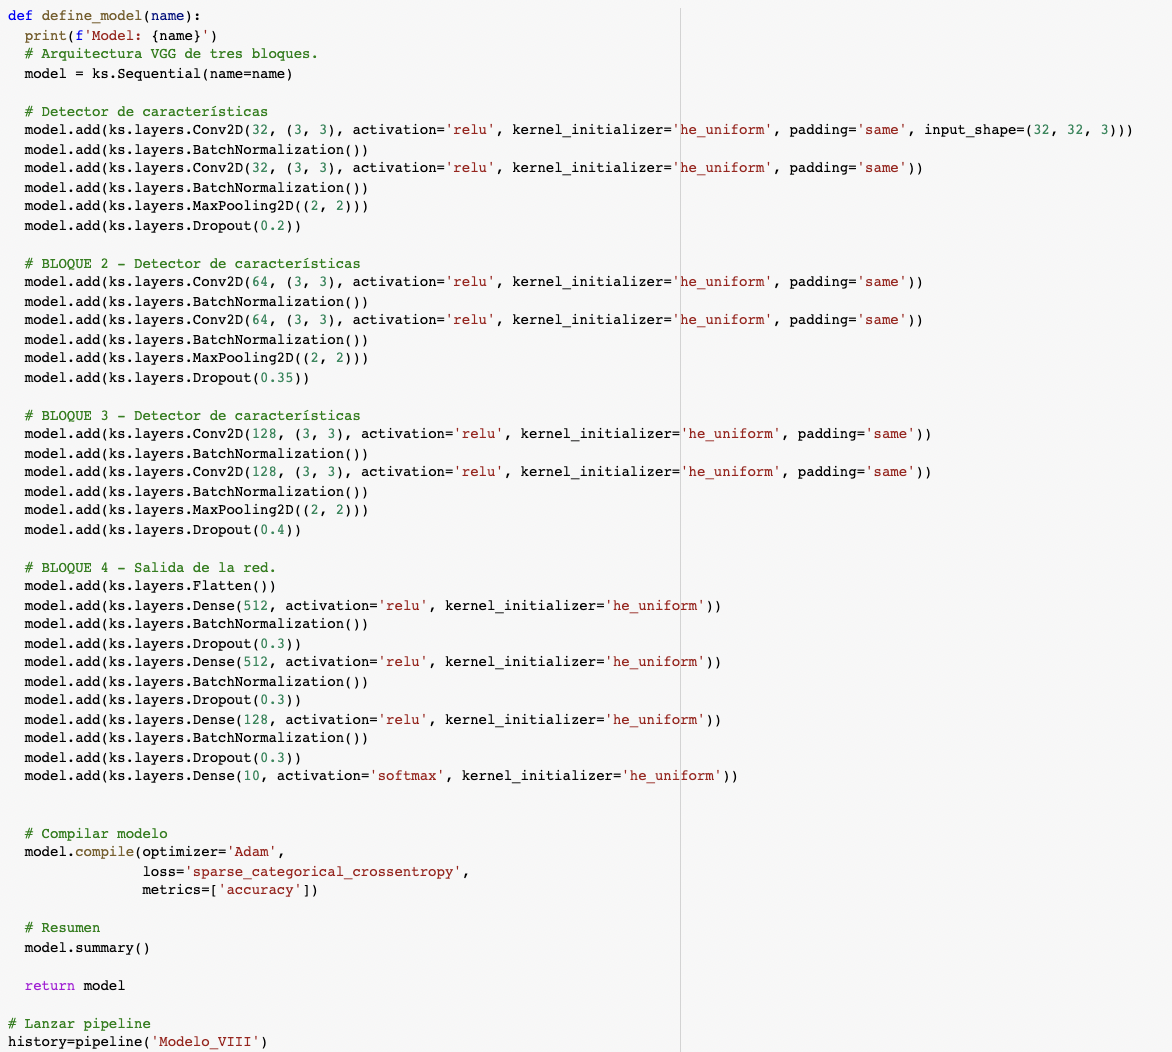 def define_model(name):
  print(f'Model: {name}')
  # Arquitectura VGG de tres bloques.
  model = ks.Sequential(name=name)

  # Detector de características
  model.add(ks.layers.Conv2D(32, (3, 3), activation='relu', kernel_initializer='he_uniform', padding='same', input_shape=(32, 32, 3)))
  model.add(ks.layers.BatchNormalization())
  model.add(ks.layers.Conv2D(32, (3, 3), activation='relu', kernel_initializer='he_uniform', padding='same'))
  model.add(ks.layers.BatchNormalization())
  model.add(ks.layers.MaxPooling2D((2, 2)))
  model.add(ks.layers.Dropout(0.2))

  # BLOQUE 2 - Detector de características
  model.add(ks.layers.Conv2D(64, (3, 3), activation='relu', kernel_initializer='he_uniform', padding='same'))
  model.add(ks.layers.BatchNormalization())
  model.add(ks.layers.Conv2D(64, (3, 3), activation='relu', kernel_initializer='he_uniform', padding='same'))
  model.add(ks.layers.BatchNormalization())
  model.add(ks.layers.MaxPooling2D((2, 2)))
  model.add(ks.layers.Dropout(0.35))

  # BLOQUE 3 - Detector de características
  model.add(ks.layers.Conv2D(128, (3, 3), activation='relu', kernel_initializer='he_uniform', padding='same'))
  model.add(ks.layers.BatchNormalization())
  model.add(ks.layers.Conv2D(128, (3, 3), activation='relu', kernel_initializer='he_uniform', padding='same'))
  model.add(ks.layers.BatchNormalization())
  model.add(ks.layers.MaxPooling2D((2, 2)))
  model.add(ks.layers.Dropout(0.4))

  # BLOQUE 4 - Salida de la red.
  model.add(ks.layers.Flatten())
  model.add(ks.layers.Dense(512, activation='relu', kernel_initializer='he_uniform'))
  model.add(ks.layers.BatchNormalization())
  model.add(ks.layers.Dropout(0.3))
  model.add(ks.layers.Dense(512, activation='relu', kernel_initializer='he_uniform'))
  model.add(ks.layers.BatchNormalization())
  model.add(ks.layers.Dropout(0.3))
  model.add(ks.layers.Dense(128, activation='relu', kernel_initializer='he_uniform'))
  model.add(ks.layers.BatchNormalization())
  model.add(ks.layers.Dropout(0.3))
  model.add(ks.layers.Dense(10, activation='softmax', kernel_initializer='he_uniform'))


  # Compilar modelo
  model.compile(optimizer='Adam',
                loss='sparse_categorical_crossentropy',
                metrics=['accuracy'])

  # Resumen
  model.summary()

  return model

# Lanzar pipeline
history=pipeline('Modelo_VIII')